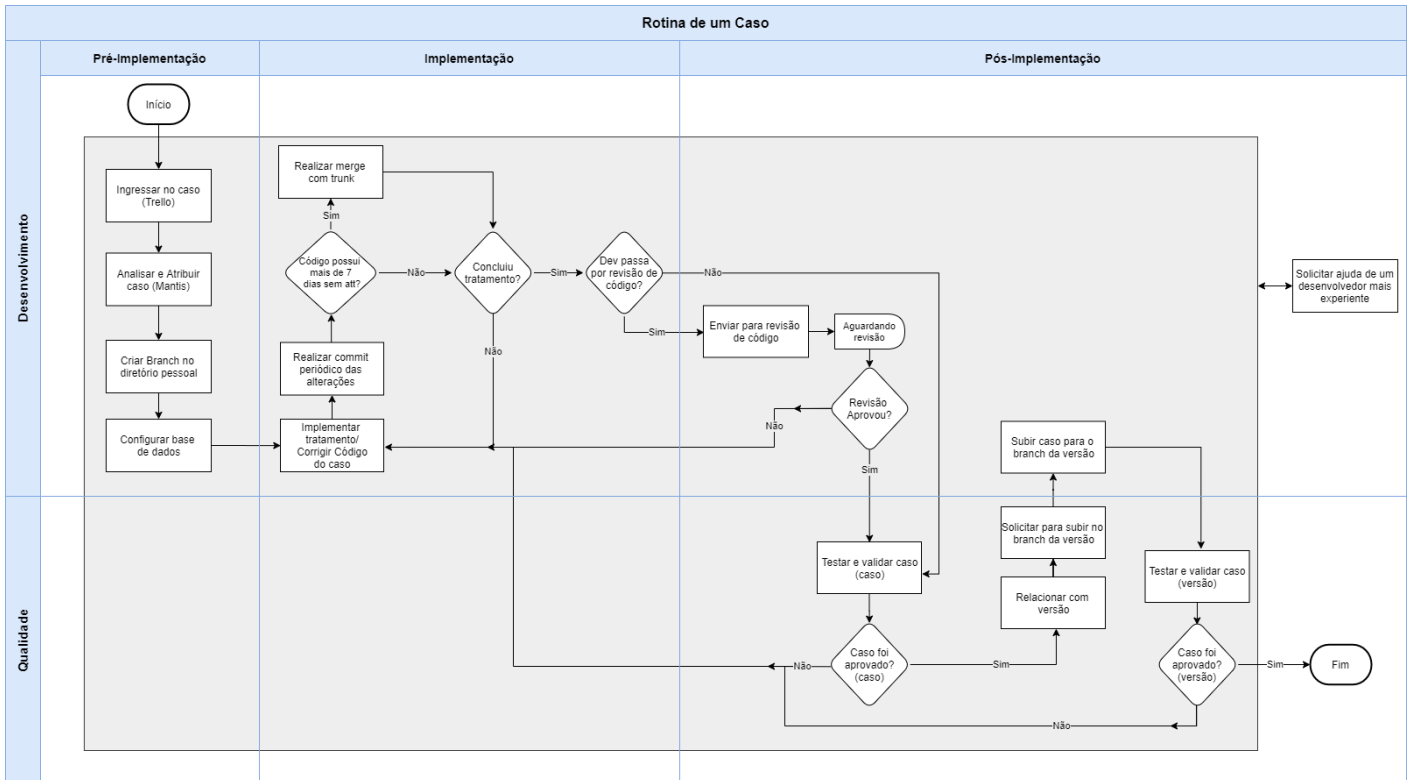 Rotina de um Caso
Pré-Implementação
Implementação
Pós-Implementação
Desenvolvimento
Início
Ingressar no caso
(Trello)
Analisar e Atribuir
caso (Mantis)
Criar Branch no
diretório pessoal
Configurar base
de dados
Realizar merge
com trunk
Sim
Código possui
mais de 7
dias sem att?
Não
Realizar commit
periódico das
alterações
Implementar
tratamento/
Corrigir Código
do caso
Concluiu
tratamento?
Sim
Não
Dev passa
por revisão de
código?
Não
Sim
Enviar para revisão
de código
Aguardando
revisão
Revisão
Aprovou?
Não
Sim
Solicitar ajuda de um
desenvolvedor mais
experiente
Subir caso para o
branch da versão
Qualidade
Solicitar para subir no
branch da versão
Testar e validar caso
(caso)
Relacionar com
versão
Testar e validar caso
(versão)
Caso foi
aprovado?
(caso)
Não
Sim
Caso foi
aprovado?
(versão)
Sim
Fim
Não